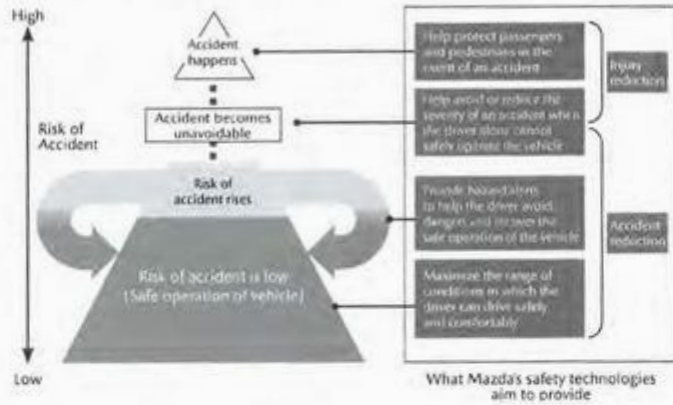 High
Risk of
Accident
Low
Accident
happens
Accident becomes
unavoidable
Risk of
accident rises
Risk of accident is low
(Safe operation of vehicle)
Help protect passengers
and pedestrians in the
event of an accident
Help avoid or reduce the
severity of an accident when
the driver alone cannot
safely operate the vehicle
Provide hazard alerts
to help the driver avoid
dangers and recover the
safe operation of the vehicle
Maximize the range of
conditions in which the
driver can drive safely
and comfortably
Injury
reduction
Accident
reduction
What Mazda's safety technologies
aim to provide